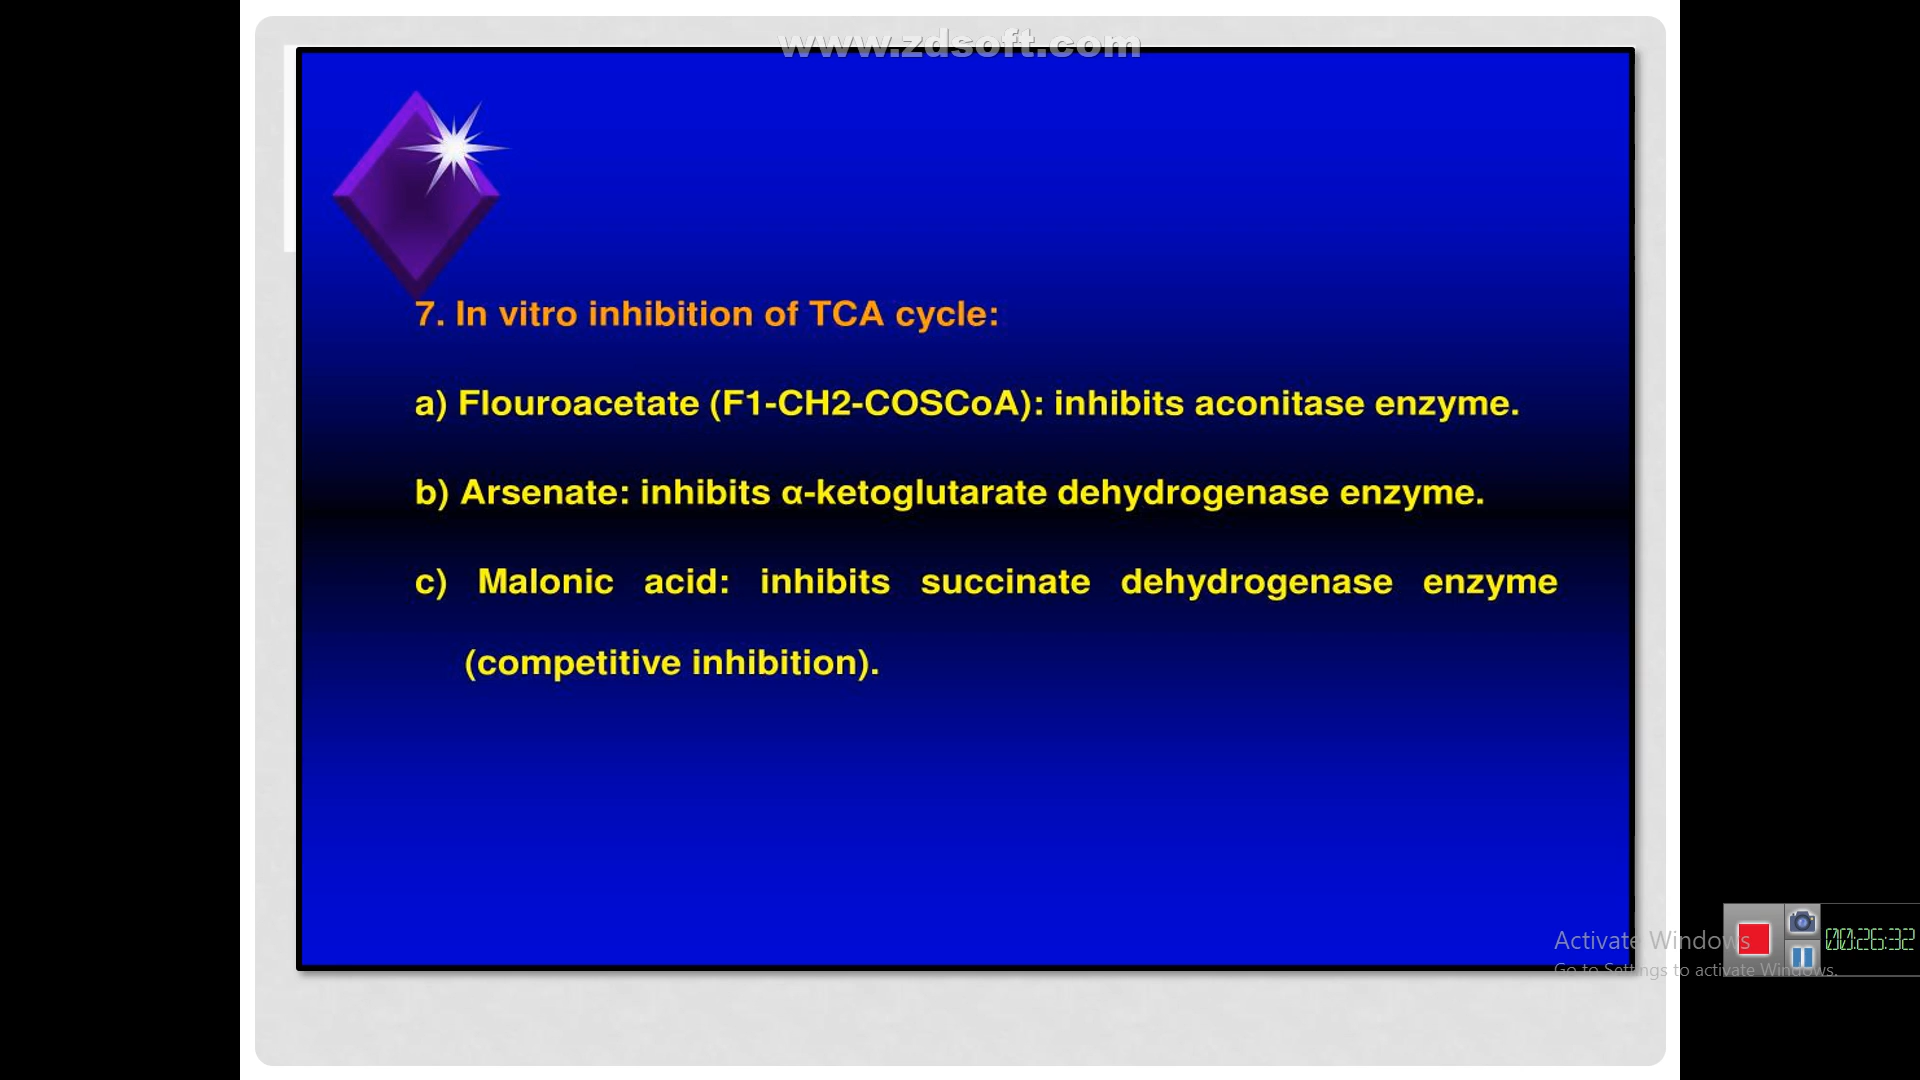 www.zdsoft.com
7. In vitro inhibition of TCA cycle:
a) Flouroacetate (F1-CH2-COSCoA): inhibits aconitase enzyme.
b) Arsenate: inhibits α-ketoglutarate dehydrogenase enzyme.
c) Malonic acid: inhibits succinate dehydrogenase enzyme
(competitive inhibition).
Activate Windows
Go to Settings to activate Windows.
00:26:32